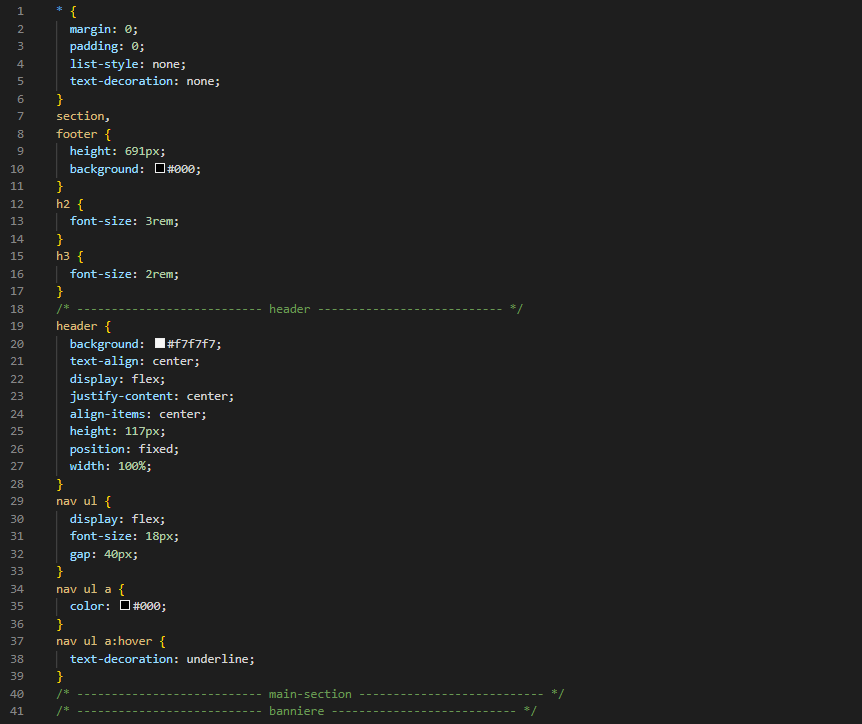 1 * {
2 margin: 0;
3 padding: 0;
4 list-style: none;
5 text-decoration: none;
6 }
7 section,
8 footer {
9 height: 691px;
10 background: #000;
11 }
12 h2 {
13 font-size: 3rem;
14 }
15 h3 {
16 font-size: 2rem;
17 }
18 /* --------------------------- header --------------------------- */
19 header {
20 background: #f7f7f7;
21 text-align: center;
22 display: flex;
23 justify-content: center;
24 align-items: center;
25 height: 117px;
26 position: fixed;
27 width: 100%;
28 }
29 nav ul {
30 display: flex;
31 font-size: 18px;
32 gap: 40px;
33 }
34 nav ul a {
35 color: #000;
36 }
37 nav ul a:hover {
38 text-decoration: underline;
39 }
40 /* --------------------------- main-section --------------------------- */
41 /* --------------------------- banniere --------------------------- */